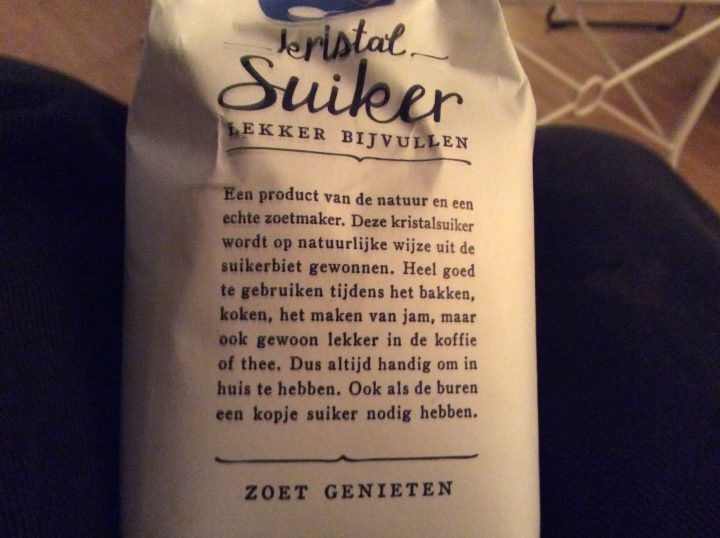 kristal
Suiker
LEKKER BIJVULLEN
Een product van de natuur en een
echte zoetmaker. Deze kristalsuiker
wordt op natuurlijke wijze uit de
suikerbiet gewonnen. Heel goed
te gebruiken tijdens het bakken,
koken, het maken van jam, maar
ook gewoon lekker in de koffie
of thee. Dus altijd handig om in
huis te hebben. Ook als de buren
een kopje suiker nodig hebben.
ZOET GENIETEN